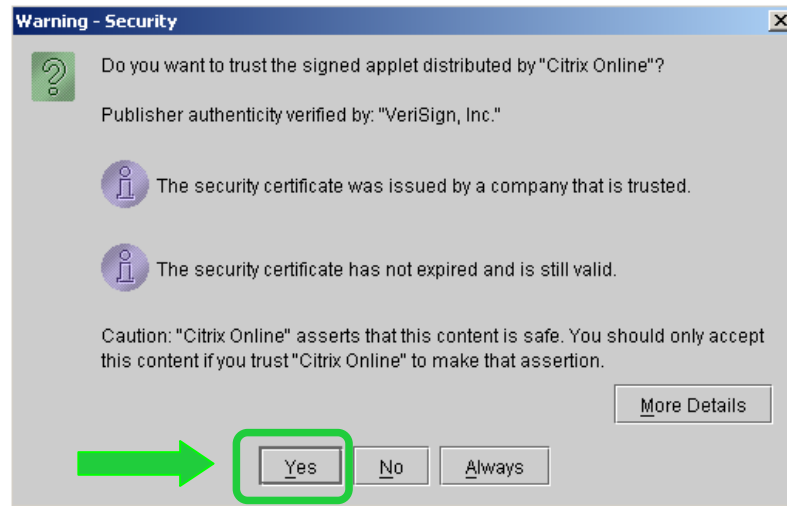 Warning - Security
Do you want to trust the signed applet distributed by "Citrix Online"?
Publisher authenticity verified by: "VeriSign, Inc."
The security certificate was issued by a company that is trusted.
The security certificate has not expired and is still valid.
Caution: "Citrix Online" asserts that this content is safe. You should only accept
this content if you trust "Citrix Online" to make that assertion.
More Details
Yes No Always